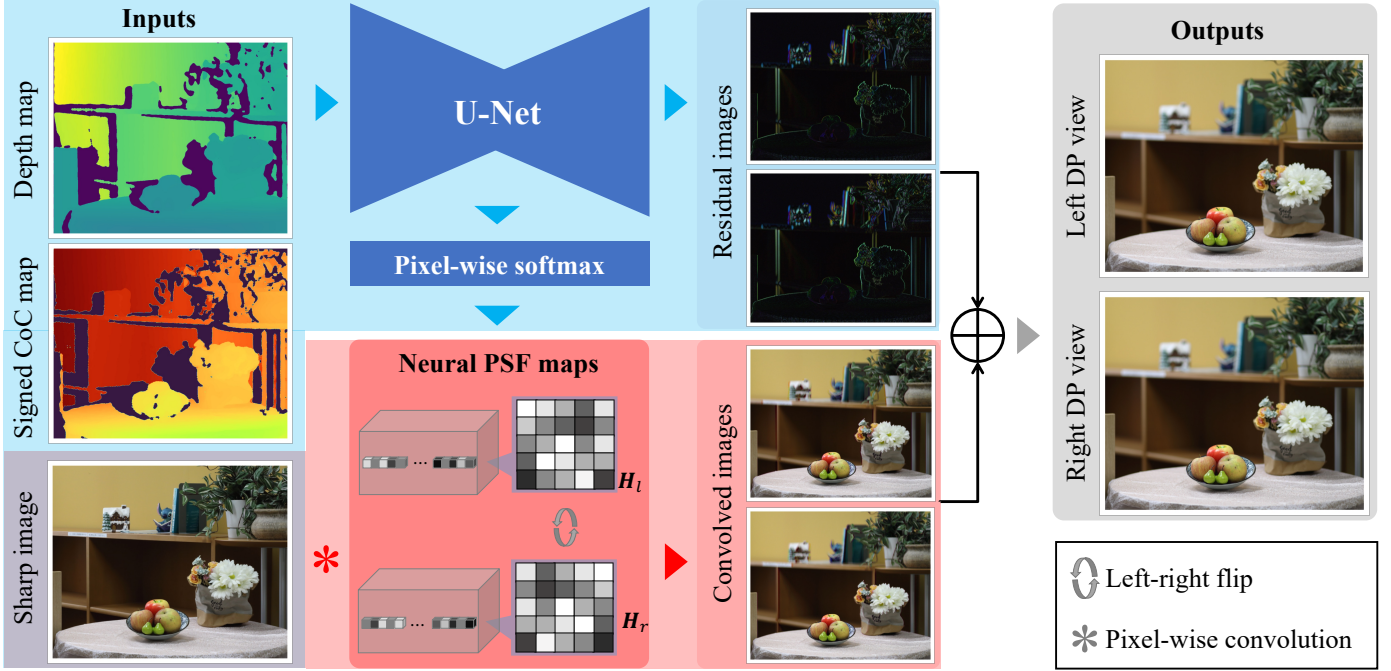 Inputs
Depth map
Signed CoC map
Sharp image
U-Net
Pixel-wise softmax
Neural PSF maps
...
H_l
...
H_r
Residual images
Convolved images
Outputs
Left DP view
Right DP view
Left-right flip
* Pixel-wise convolution